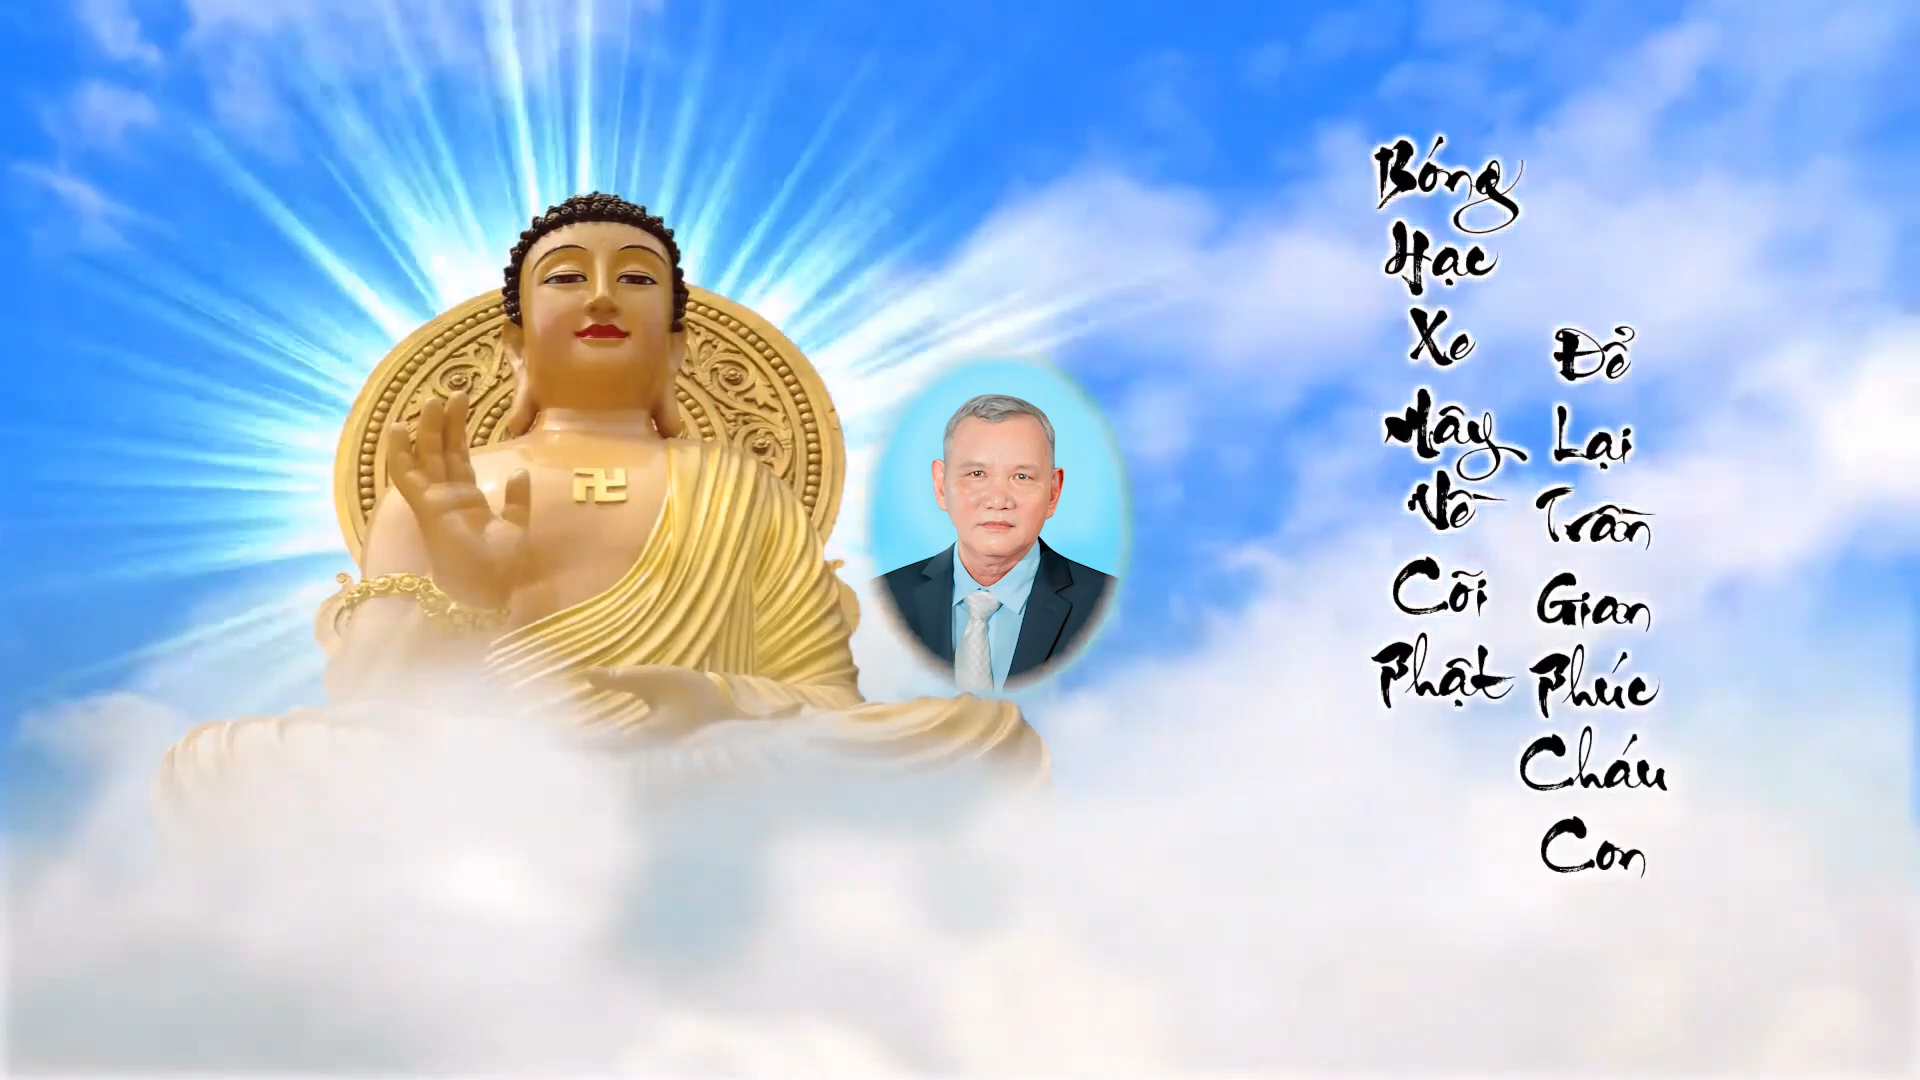 Bóng Hạc Xe Mây Về Cõi Phật
Để Lại Trần Gian Phúc Cháu Con